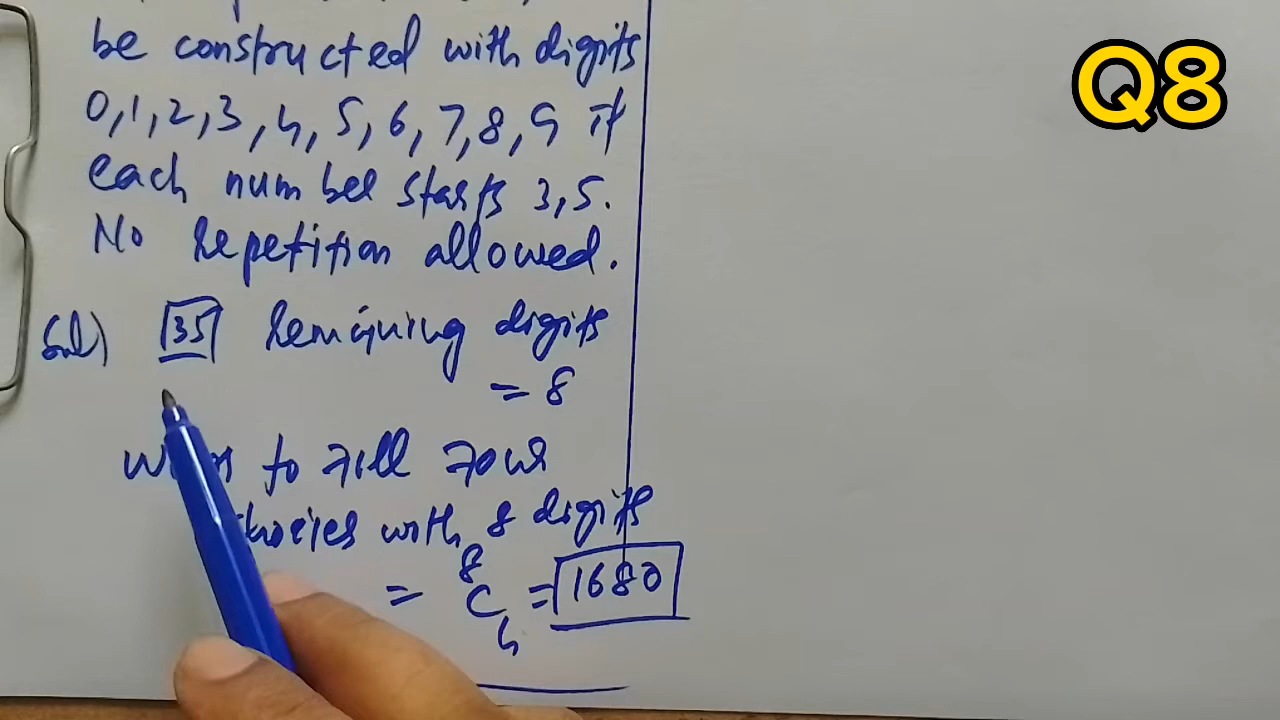 be constructed with digits
0,1,2,3,4,5,6,7,8,9 if
each number starts 3,5.
No repetition allowed.
Sol) 35 Remaining digits
= 8
to fill four
with 8 digits
= 8C4 = 1680
Q8